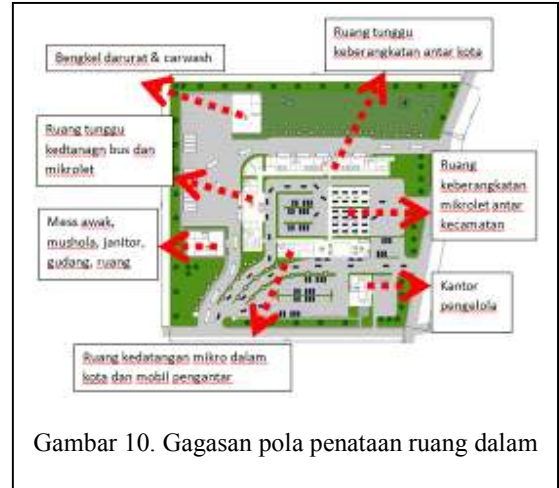 Ruang tunggu
keberangkatan antar kota
Bengkel darurat & carwash
Ruang tunggu
kedtanagn bus dan
mikrolet
Ruang
keberangkatan
mikrolet antar
kecamatan
Mess awak,
mushola, janitor,
gudang, ruang
Kantor
pengelola
Ruang kedatangan mikro dalam
kota dan mobil pengantar
Gambar 10. Gagasan pola penataan ruang dalam